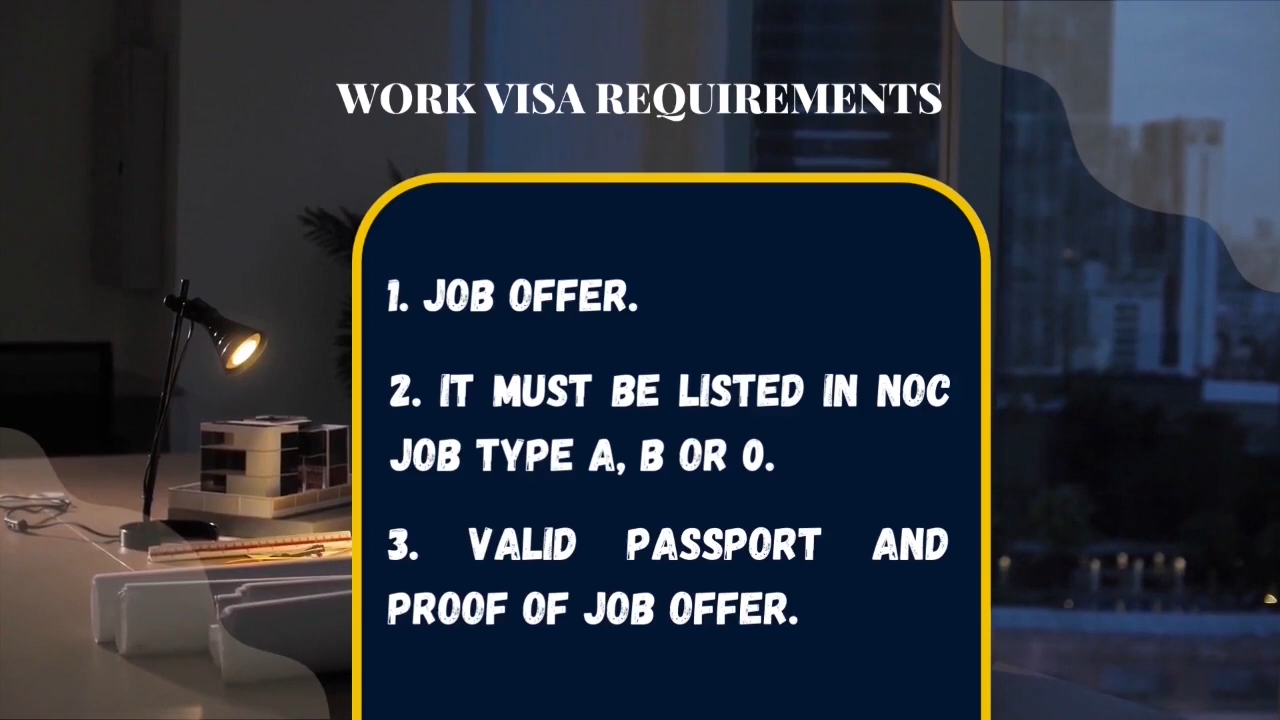 WORK VISA REQUIREMENTS
1. JOB OFFER.
2. IT MUST BE LISTED IN NOC
JOB TYPE A, B OR 0.
3. VALID PASSPORT AND
PROOF OF JOB OFFER.